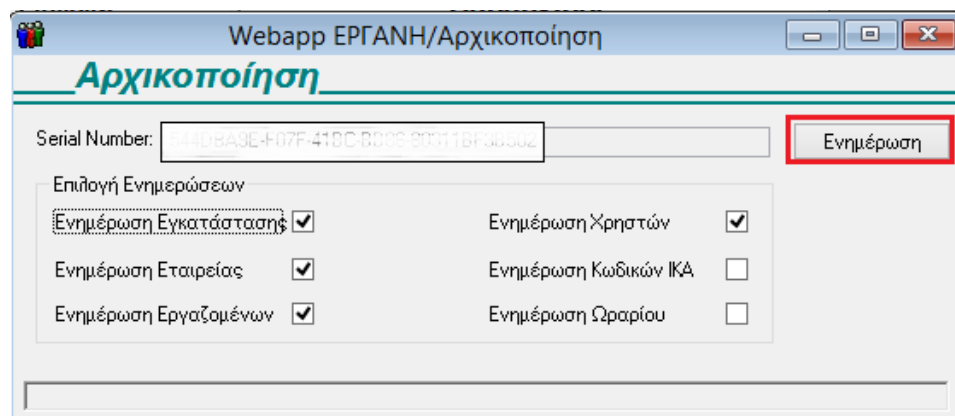 Webapp ΕΡΓΑΝΗ/Αρχικοποίηση
Αρχικοποίηση
Serial Number:
Ενημέρωση
Επιλογή Ενημερώσεων
Ενημέρωση Εγκατάστασης Ενημέρωση Χρηστών
Ενημέρωση Εταιρείας Ενημέρωση Κωδικών ΙΚΑ
Ενημέρωση Εργαζομένων Ενημέρωση Ωραρίου